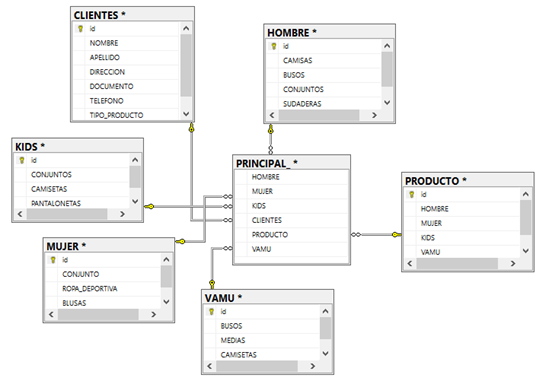 CLIENTES *
id
NOMBRE
APELLIDO
DIRECCION
DOCUMENTO
TELEFONO
TIPO_PRODUCTO
HOMBRE *
id
CAMISAS
BUSOS
CONJUNTOS
SUDADERAS
KIDS *
id
CONJUNTOS
CAMISETAS
PANTALONETAS
PRINCIPAL_ *
HOMBRE
MUJER
KIDS
CLIENTES
PRODUCTO
VAMU
PRODUCTO *
id
HOMBRE
MUJER
KIDS
VAMU
MUJER *
id
CONJUNTO
ROPA_DEPORTIVA
BLUSAS
VAMU *
id
BUSOS
MEDIAS
CAMISETAS